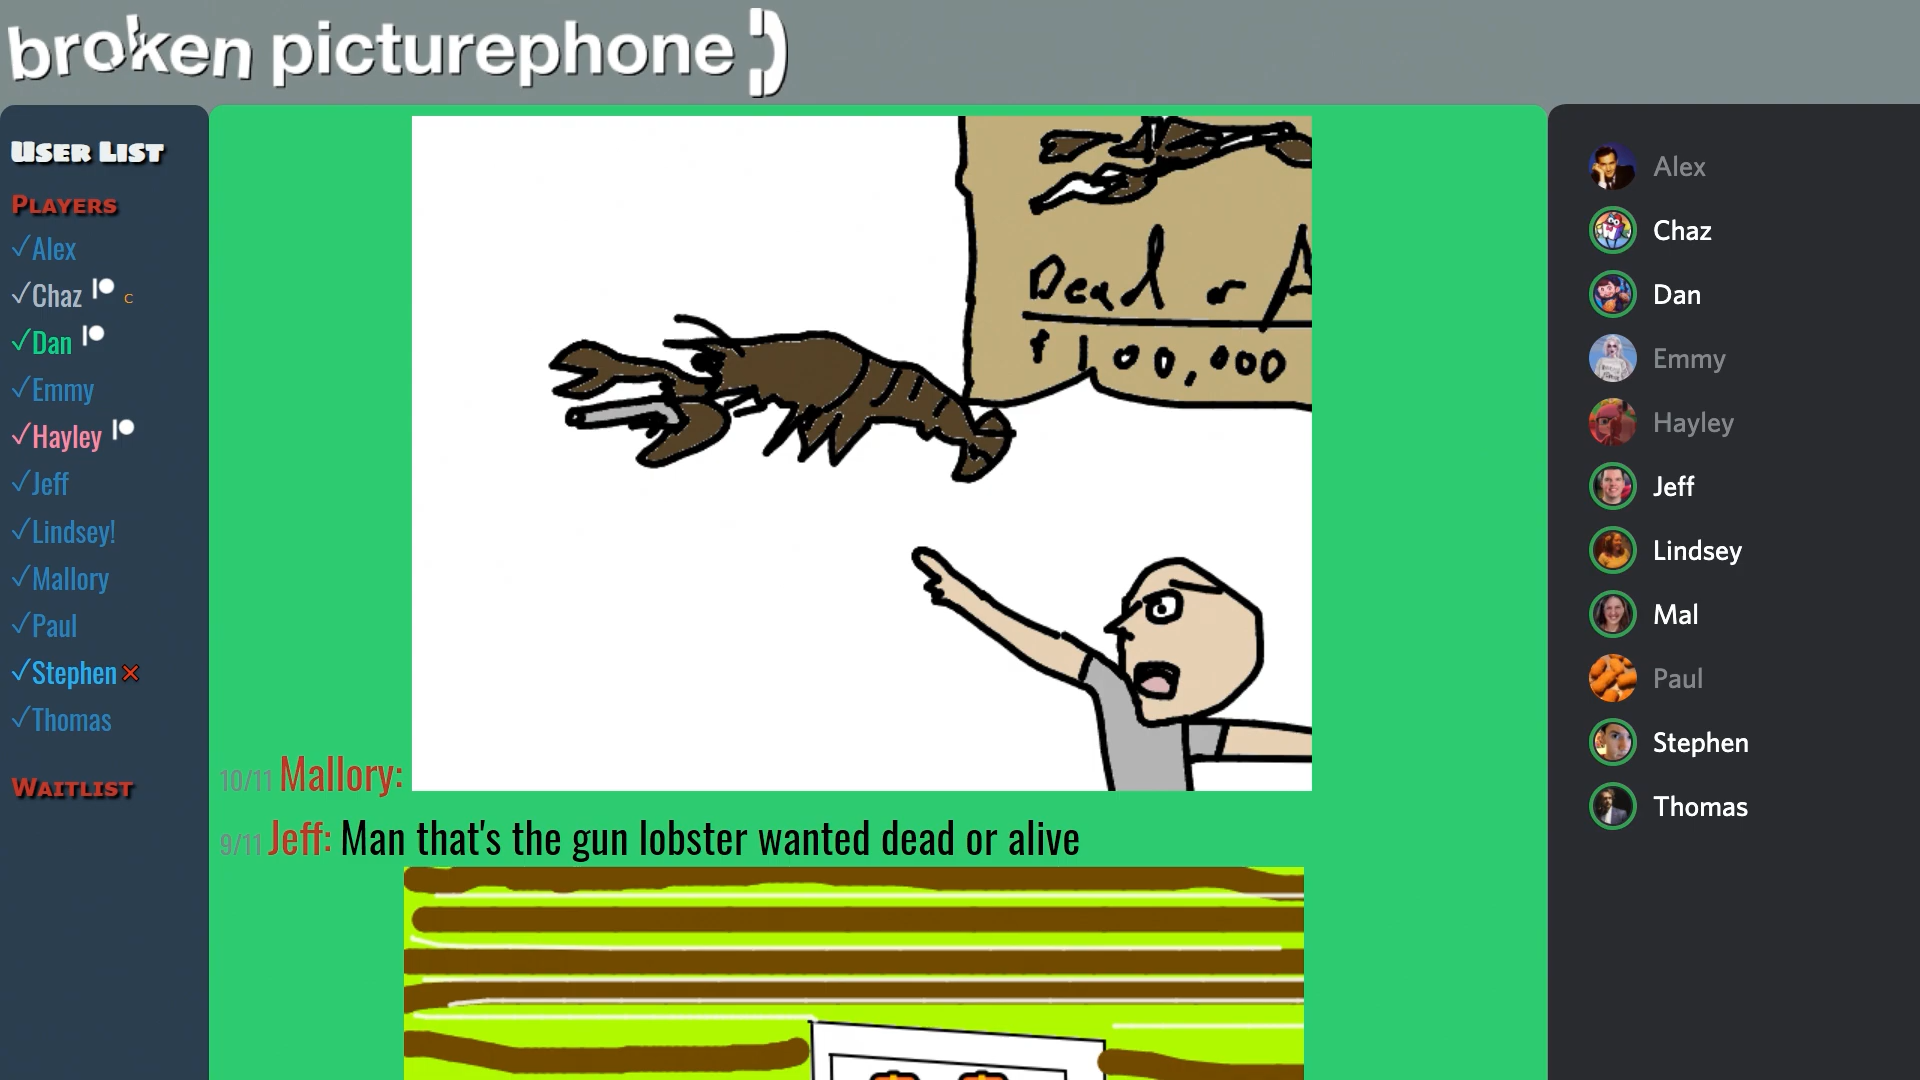 broken picturephone
User List
Players
✓Alex
✓Chaz C
✓Dan
✓Emmy
✓Hayley
✓Jeff
✓Lindsey!
✓Mallory
✓Paul
✓Stephen
✓Thomas
Waitlist
Dead or A
$100,000
10/11 Mallory:
9/11 Jeff: Man that's the gun lobster wanted dead or alive
Alex
Chaz
Dan
Emmy
Hayley
Jeff
Lindsey
Mal
Paul
Stephen
Thomas